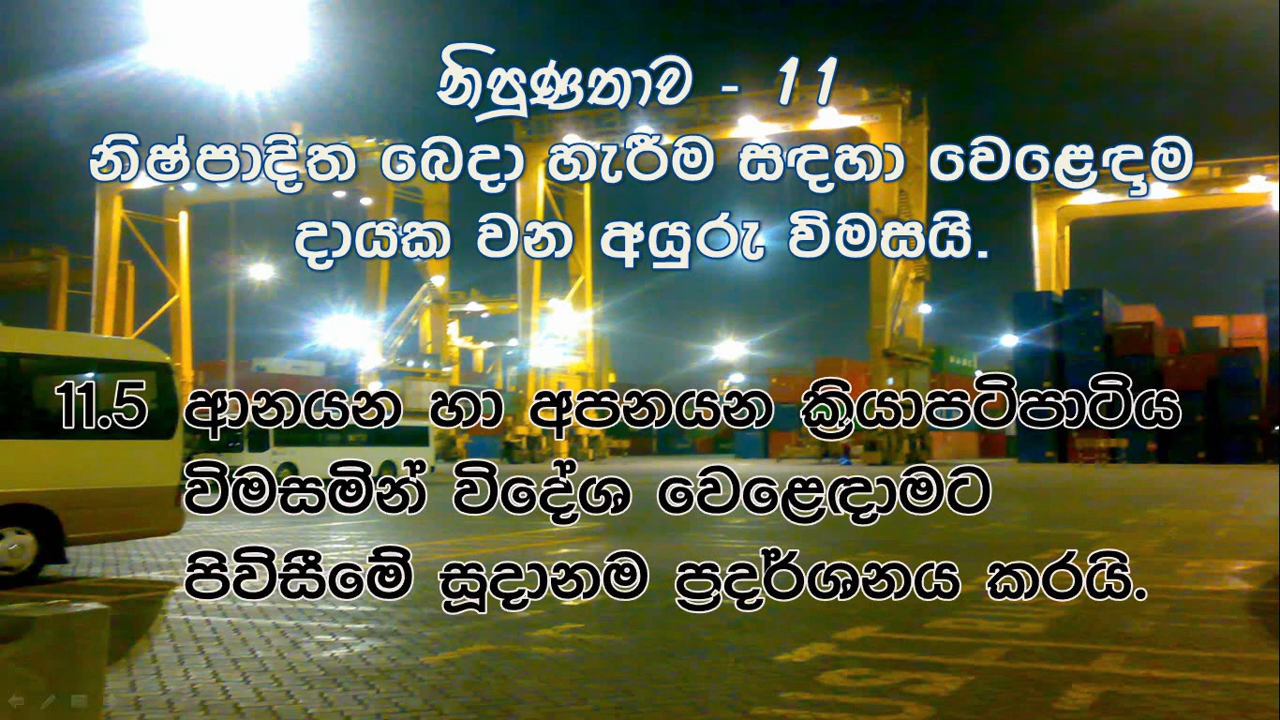 නිපුණතාව - 11
නිෂ්පාදිත බෙදා හැරීම සඳහා වෙළෙඳාම
දායක වන අයුරු විමසයි.
11.5 ආනයන හා අපනයන ක්‍රියාපටිපාටිය
විමසමින් විදේශ වෙළෙඳාමට
පිවිසීමේ සූදානම ප්‍රදර්ශනය කරයි.